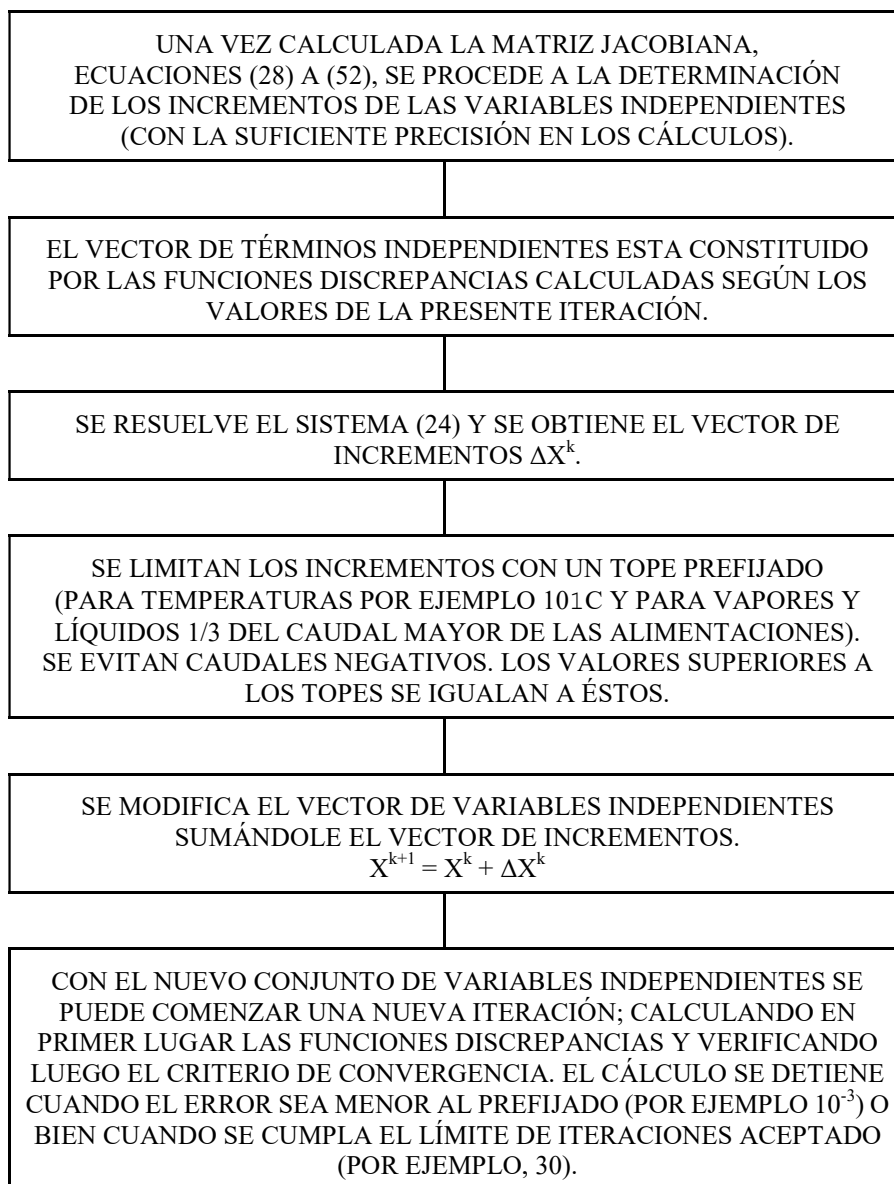 UNA VEZ CALCULADA LA MATRIZ JACOBIANA,
ECUACIONES (28) A (52), SE PROCEDE A LA DETERMINACIÓN
DE LOS INCREMENTOS DE LAS VARIABLES INDEPENDIENTES
(CON LA SUFICIENTE PRECISIÓN EN LOS CÁLCULOS).
EL VECTOR DE TÉRMINOS INDEPENDIENTES ESTA CONSTITUIDO
POR LAS FUNCIONES DISCREPANCIAS CALCULADAS SEGÚN LOS
VALORES DE LA PRESENTE ITERACIÓN.
SE RESUELVE EL SISTEMA (24) Y SE OBTIENE EL VECTOR DE
INCREMENTOS ΔX^k.
SE LIMITAN LOS INCREMENTOS CON UN TOPE PREFIJADO
(PARA TEMPERATURAS POR EJEMPLO 101C Y PARA VAPORES Y
LÍQUIDOS 1/3 DEL CAUDAL MAYOR DE LAS ALIMENTACIONES).
SE EVITAN CAUDALES NEGATIVOS. LOS VALORES SUPERIORES A
LOS TOPES SE IGUALAN A ÉSTOS.
SE MODIFICA EL VECTOR DE VARIABLES INDEPENDIENTES
SUMÁNDOLE EL VECTOR DE INCREMENTOS.
X^{k+1} = X^k + ΔX^k
CON EL NUEVO CONJUNTO DE VARIABLES INDEPENDIENTES SE
PUEDE COMENZAR UNA NUEVA ITERACIÓN; CALCULANDO EN
PRIMER LUGAR LAS FUNCIONES DISCREPANCIAS Y VERIFICANDO
LUEGO EL CRITERIO DE CONVERGENCIA. EL CÁLCULO SE DETIENE
CUANDO EL ERROR SEA MENOR AL PREFIJADO (POR EJEMPLO 10^{-3}) O
BIEN CUANDO SE CUMPLA EL LÍMITE DE ITERACIONES ACEPTADO
(POR EJEMPLO, 30).